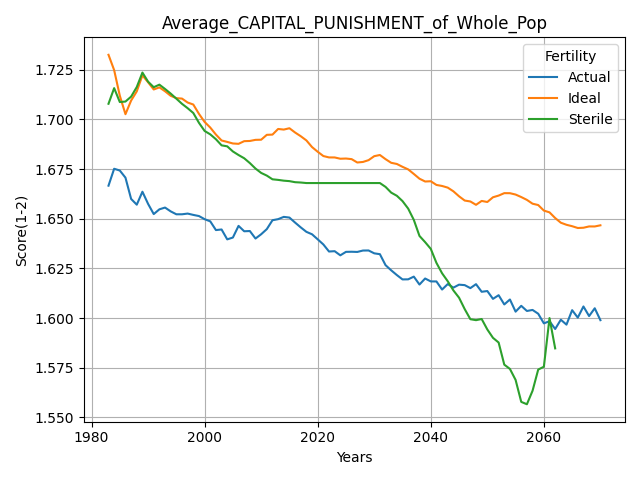 Average_CAPITAL_PUNISHMENT_of_Whole_Pop
Score(1-2)
1.725
1.700
1.675
1.650
1.625
1.600
1.575
1.550
Fertility
Actual
Ideal
Sterile
1980
2000
2020
2040
2060
Years